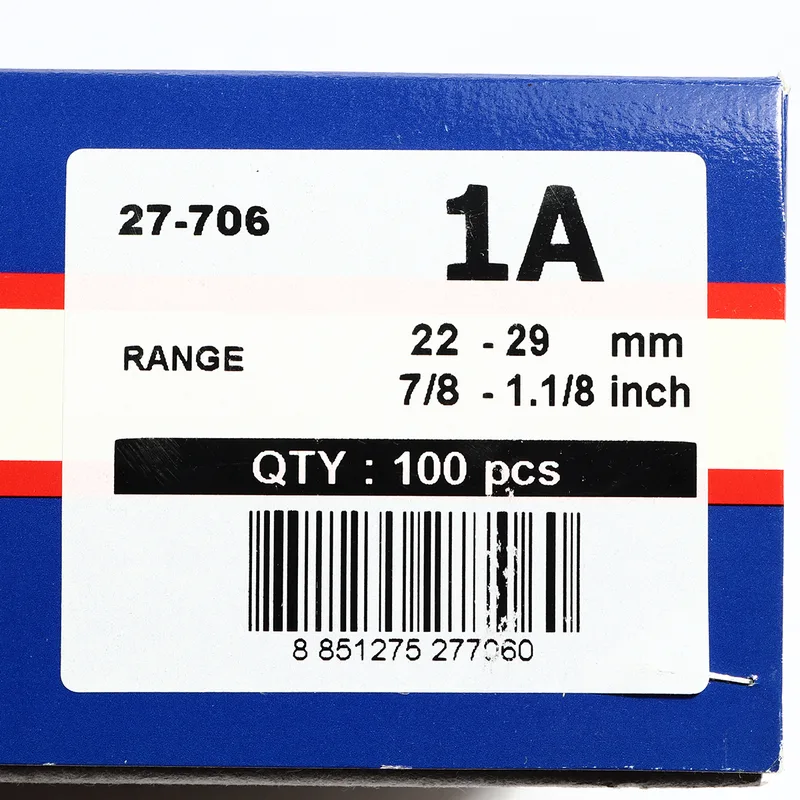 27-706
1A
RANGE
22 - 29 mm
7/8 - 1.1/8 inch
QTY : 100 pcs
8 851275 277060